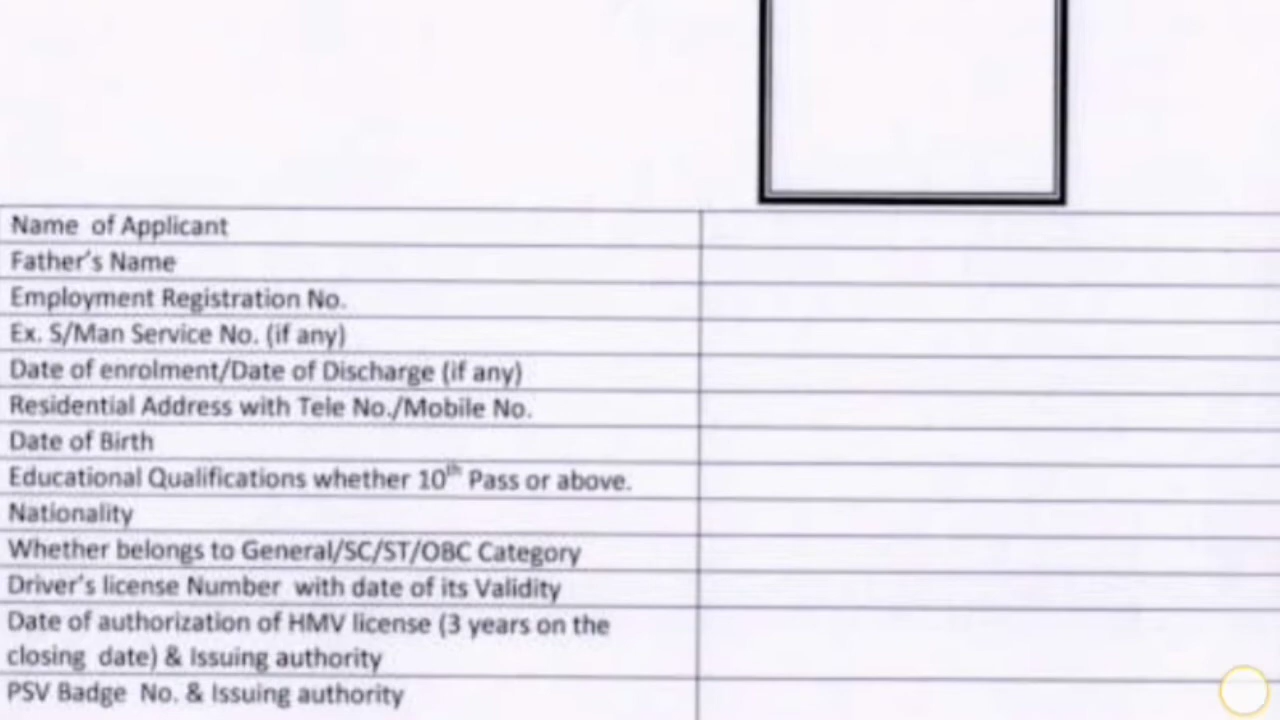 Name of Applicant
Father's Name
Employment Registration No.
Ex. S/Man Service No. (if any)
Date of enrolment/Date of Discharge (if any)
Residential Address with Tele No./Mobile No.
Date of Birth
Educational Qualifications whether 10th Pass or above.
Nationality
Whether belongs to General/SC/ST/OBC Category
Driver's license Number with date of its Validity
Date of authorization of HMV license (3 years on the
closing date) & Issuing authority
PSV Badge No. & Issuing authority